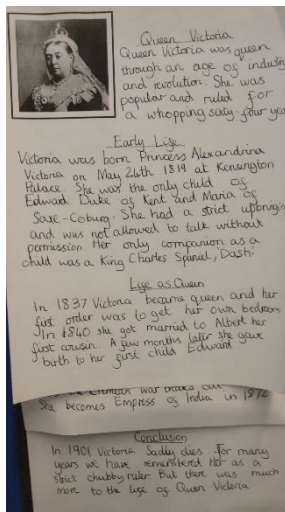 Queen Victoria
Queen Victoria was queen
through an age of industry
and revolution. She was
popular and ruled for
a whopping sixty-four yea
Early Life
Victoria was born Princess Alexandrina
Victoria on May 24th 1819 at Kensington
Palace. She was the only child of
Edward Duke of Kent and Maria of
Saxe-Coburg. She had a strict
and was not allowed to talk without
permission. Her only companion as a
child was a King Charles Spaniel, Dash.
Life as Queen
In 1837 Victoria became queen and her
first order was to get her own bedroom
In 1840 she got married to Albert her
first cousin. A few months later she gave
birth to her first child Edward
the Crimean war breaks out
becomes Empress of India in
Conclusion
In 1901 Victoria Sadly dies. For many
years we have remembered her as a
strict chubby ruler. But there was much
more to the life of Queen Victoria